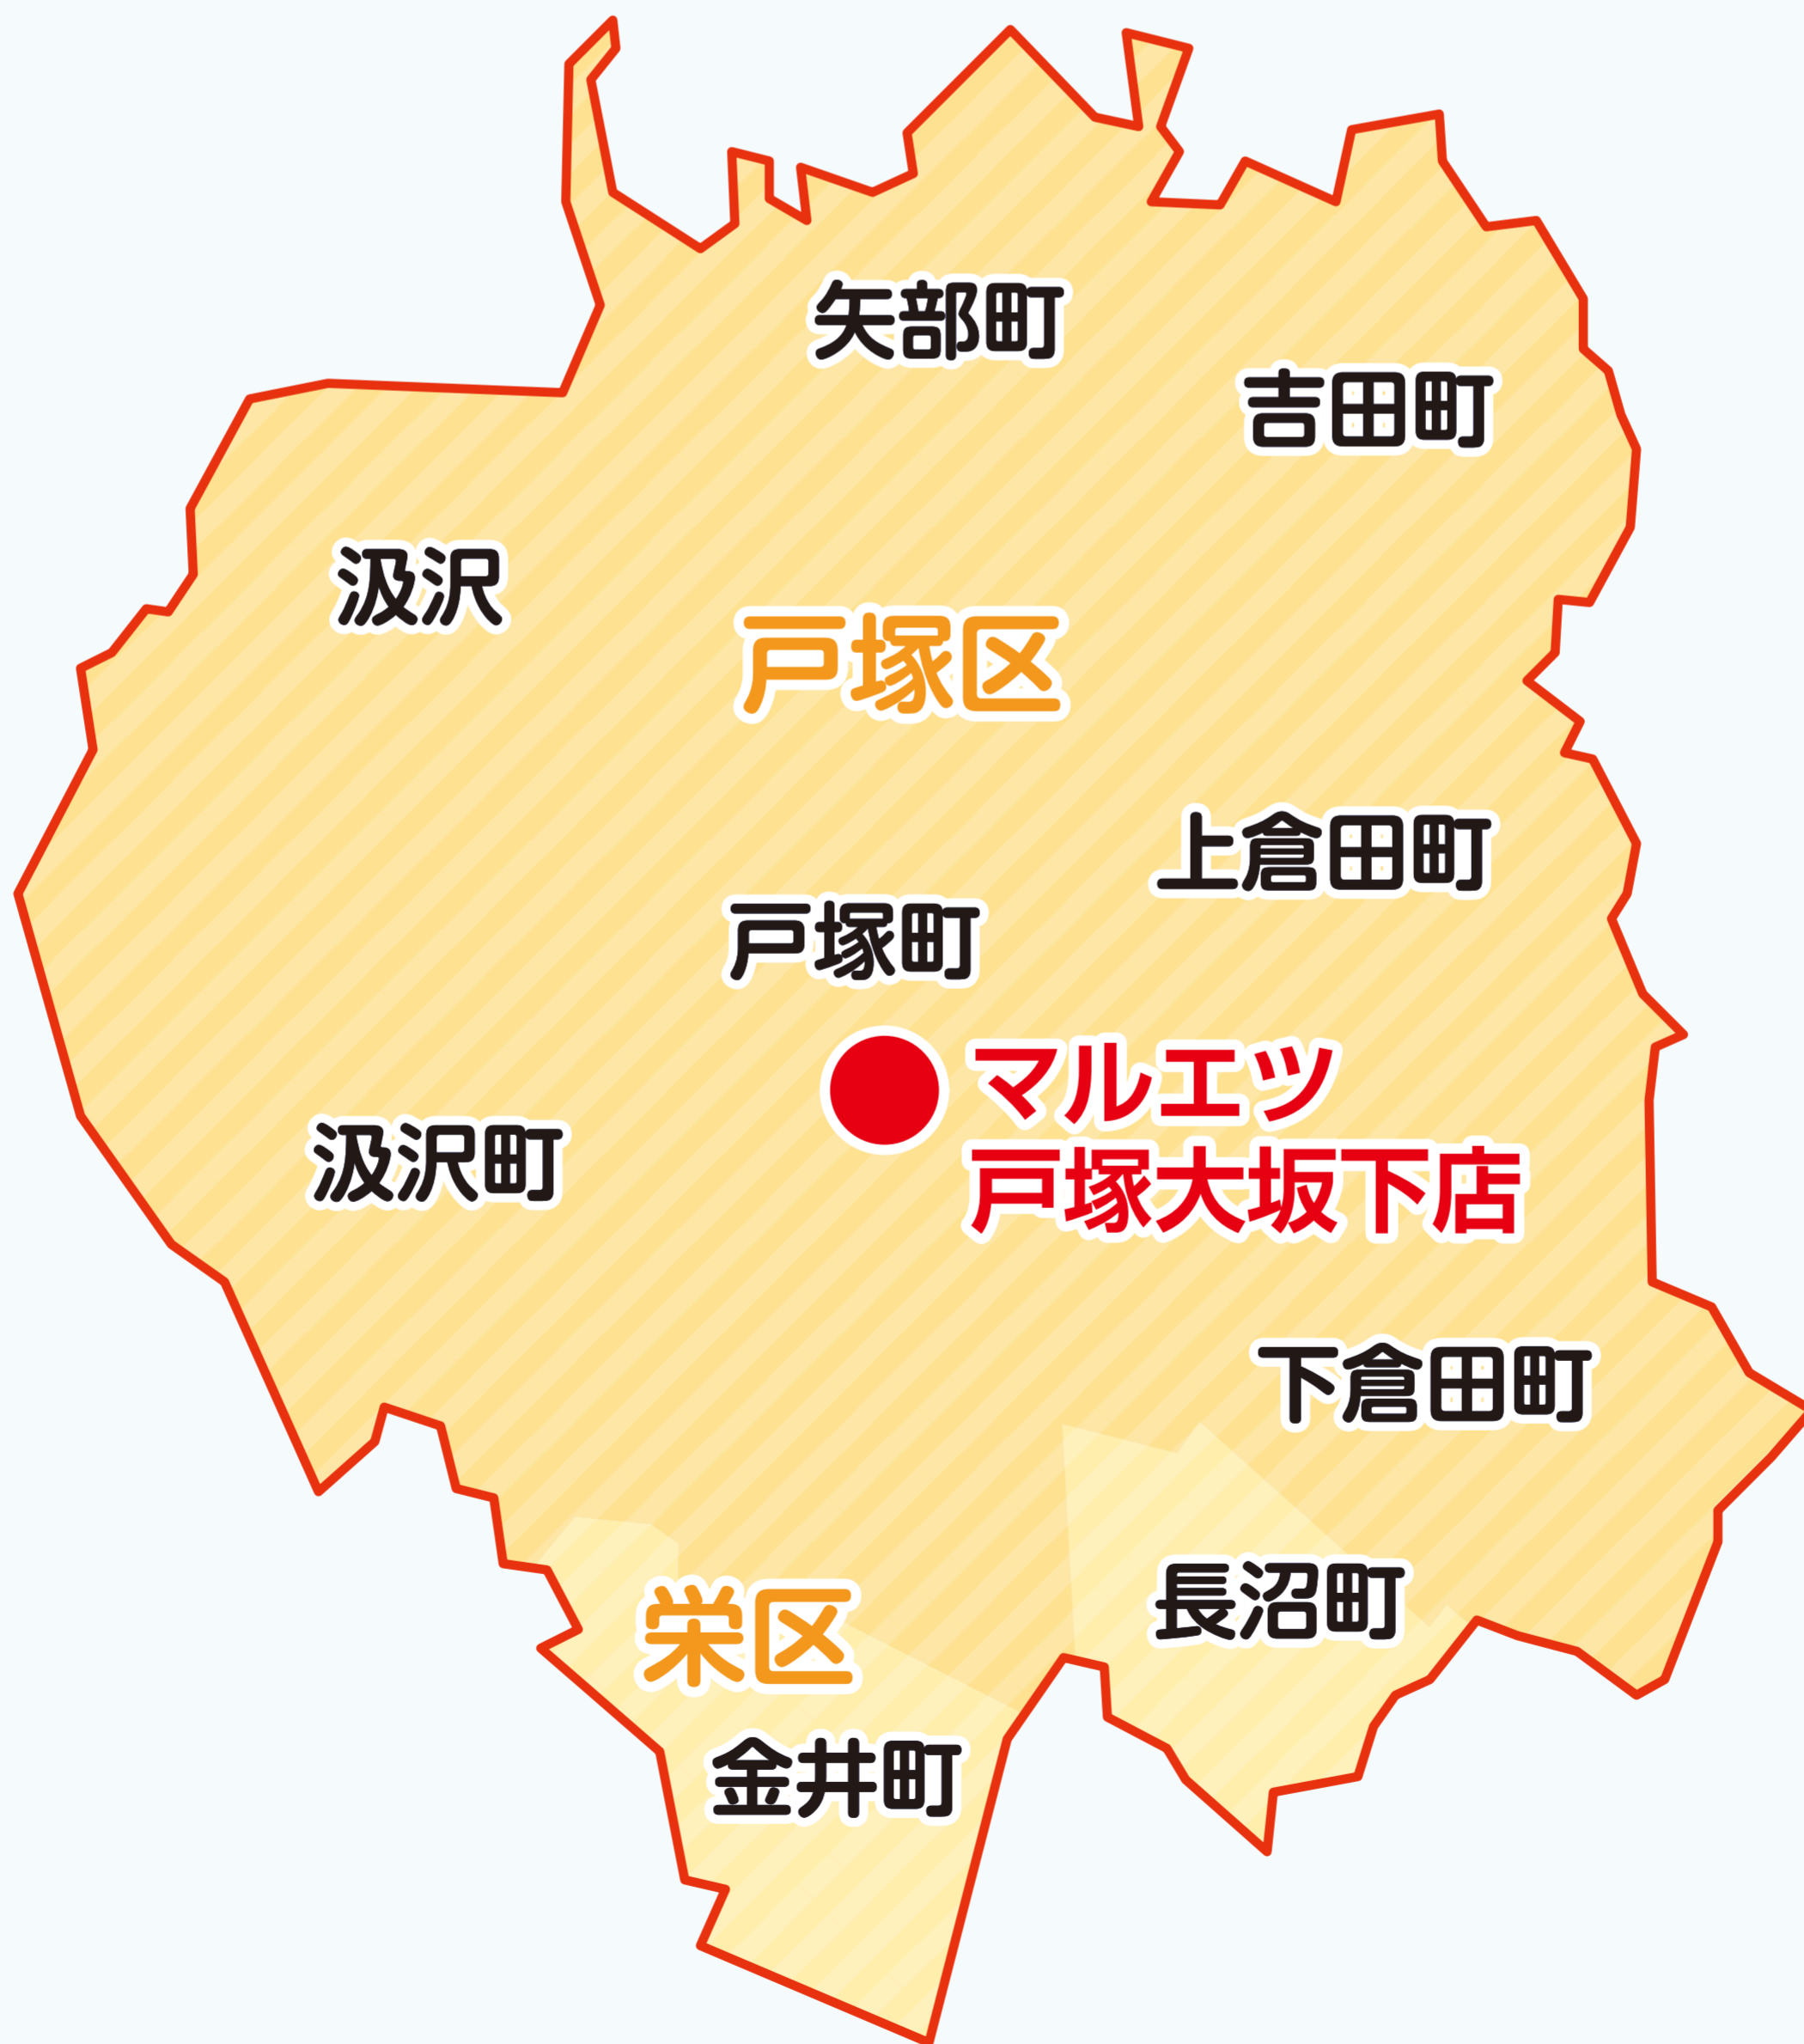 矢部町
吉田町
汲沢
戸塚区
上倉田町
戸塚町
マルエツ
戸塚大坂下店
汲沢町
下倉田町
長沼町
栄区
金井町